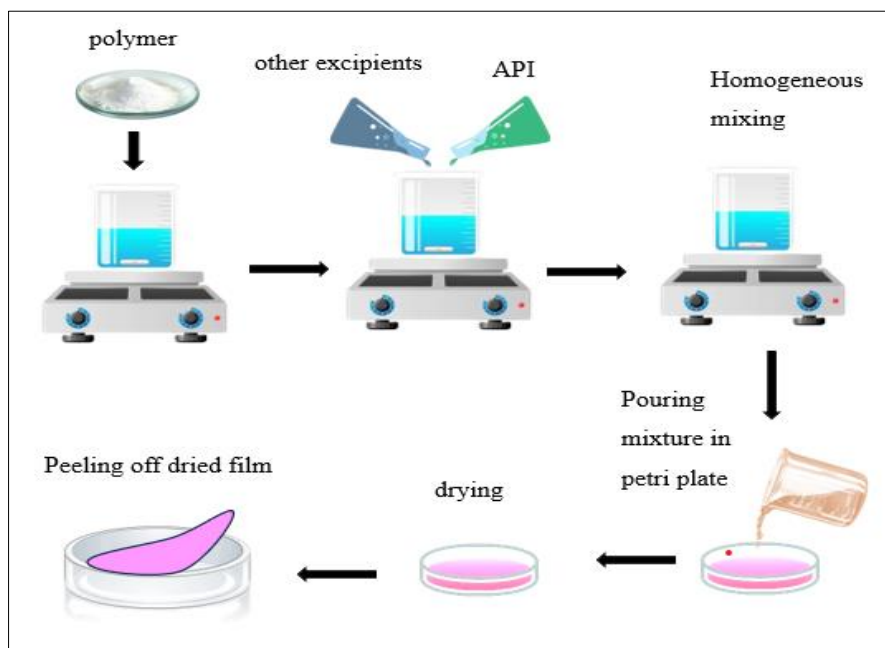 polymer
other excipients
API
Homogeneous
mixing
Pouring
mixture in
petri plate
drying
Peeling off dried film